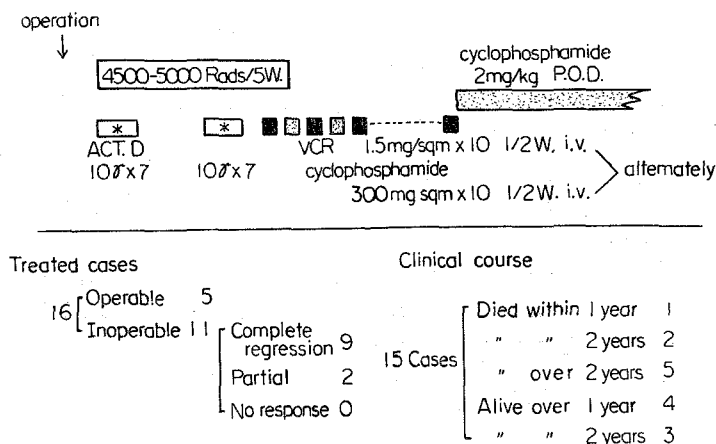 operation
4500-5000 Rads/5W.
cyclophosphamide
2mg/kg P.O.D.
* *
ACT. D VCR 1.5mg/sqm x 10 1/2W. i.v.
10γ x 7 10γ x 7 cyclophosphamide alternately
300mg sqm x 10 1/2W. i.v.
Treated cases
16 Operable 5
Inoperable 11
Complete regression 9
Partial 2
No response 0
Clinical course
15 Cases
Died within 1 year 1
" " 2 years 2
" over 2 years 5
Alive over 1 year 4
" " 2 years 3